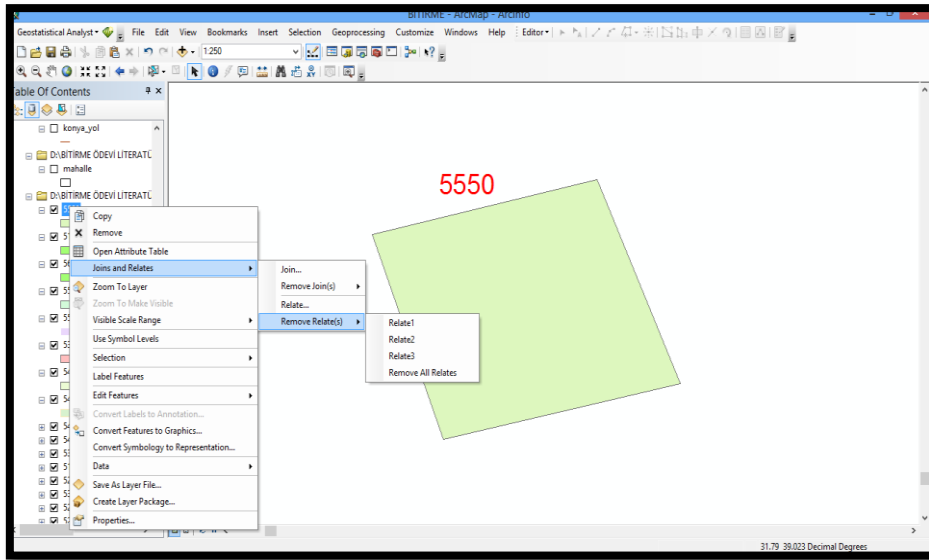 BITIRME - ArcMap - ArcInfo
Geostatistical Analyst File Edit View Bookmarks Insert Selection Geoprocessing Customize Windows Help Editor
1:250
Table Of Contents
konya_yol
D:\BİTİRME ÖDEVİ LİTERATÜ
mahalle
D:\BİTİRME ÖDEVİ LİTERATÜ
5550
Copy
Remove
Open Attribute Table
Joins and Relates
Zoom To Layer
Zoom To Make Visible
Visible Scale Range
Use Symbol Levels
Selection
Label Features
Edit Features
Convert Labels to Annotation...
Convert Features to Graphics...
Convert Symbology to Representation...
Data
Save As Layer File...
Create Layer Package...
Properties...
Join...
Remove Join(s)
Relate...
Remove Relate(s)
Relate1
Relate2
Relate3
Remove All Relates
31.79 39.023 Decimal Degrees